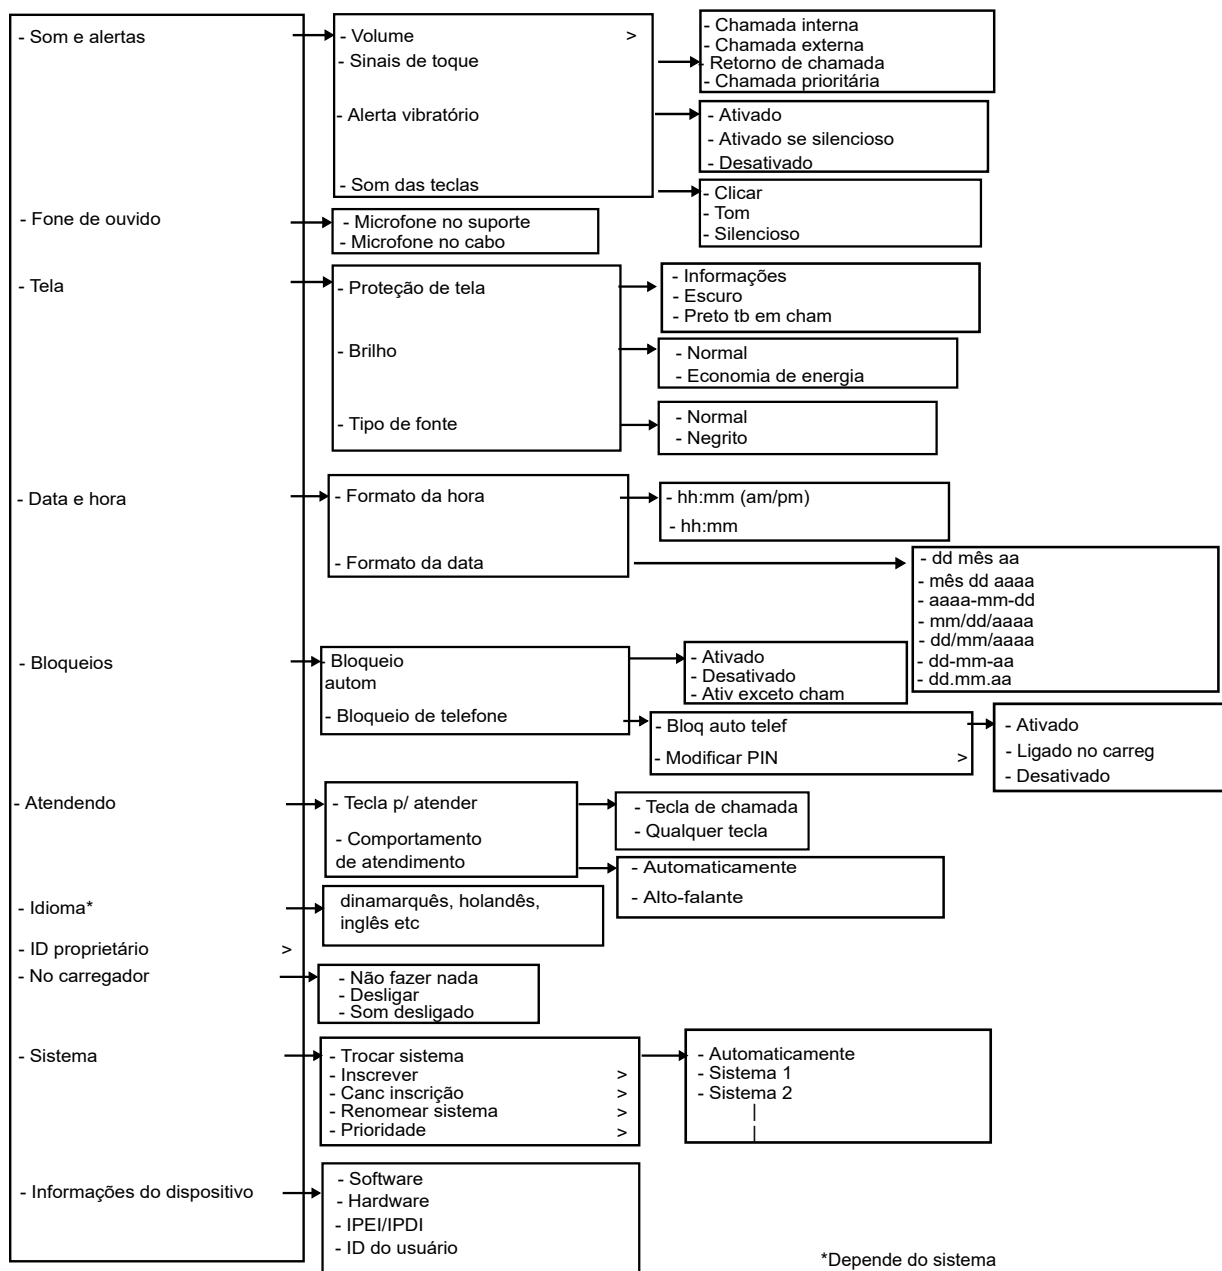 - Som e alertas
- Volume >
- Sinais de toque
- Chamada interna
- Chamada externa
- Retorno de chamada
- Chamada prioritária
- Alerta vibratório
- Ativado
- Ativado se silencioso
- Desativado
- Som das teclas
- Clicar
- Tom
- Silencioso
- Fone de ouvido
- Microfone no suporte
- Microfone no cabo
- Tela
- Proteção de tela
- Informações
- Escuro
- Preto tb em cham
- Brilho
- Normal
- Economia de energia
- Tipo de fonte
- Normal
- Negrito
- Data e hora
- Formato da hora
- hh:mm (am/pm)
- hh:mm
- Formato da data
- dd mês aa
- mês dd aaaa
- aaaa-mm-dd
- mm/dd/aaaa
- dd/mm/aaaa
- dd-mm-aa
- dd.mm.aa
- Bloqueios
- Bloqueio
autom
- Ativado
- Desativado
- Ativ exceto cham
- Bloqueio de telefone
- Bloq auto telef
- Modificar PIN >
- Ativado
- Ligado no carreg
- Desativado
- Atendendo
- Tecla p/ atender
- Tecla de chamada
- Qualquer tecla
- Comportamento
de atendimento
- Automaticamente
- Alto-falante
- Idioma*
dinamarquês, holandês,
inglês etc
- ID proprietário >
- No carregador
- Não fazer nada
- Desligar
- Som desligado
- Sistema
- Trocar sistema
- Inscrever >
- Canc inscrição >
- Renomear sistema >
- Prioridade >
- Automaticamente
- Sistema 1
- Sistema 2
|
|
- Informações do dispositivo
- Software
- Hardware
- IPEI/IPDI
- ID do usuário
*Depende do sistema